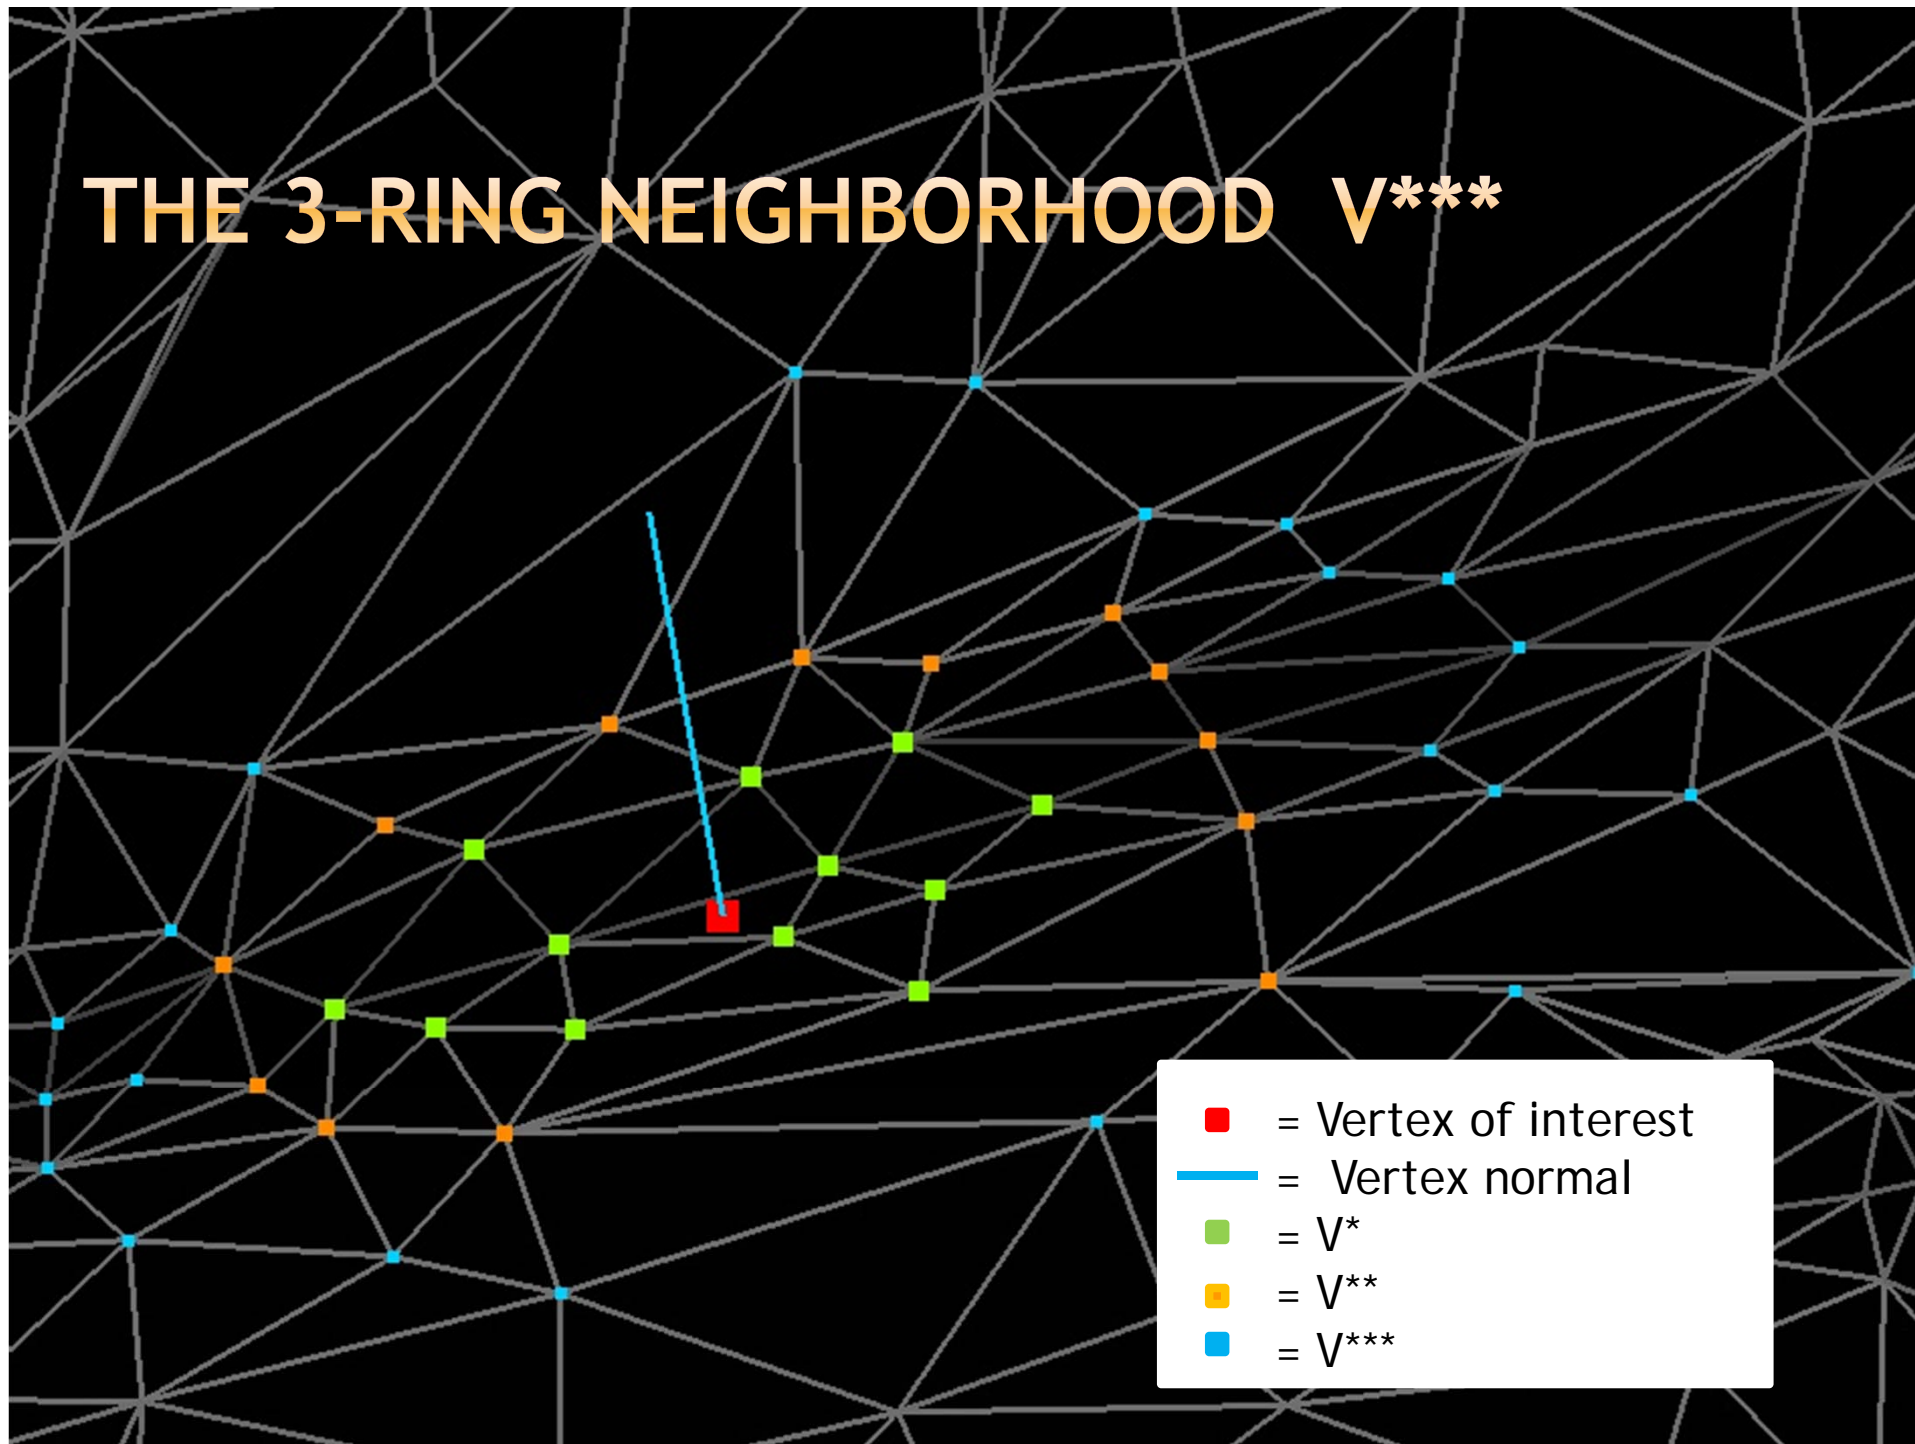 THE 3-RING NEIGHBORHOOD V***
= Vertex of interest
= Vertex normal
= V*
= V**
= V***